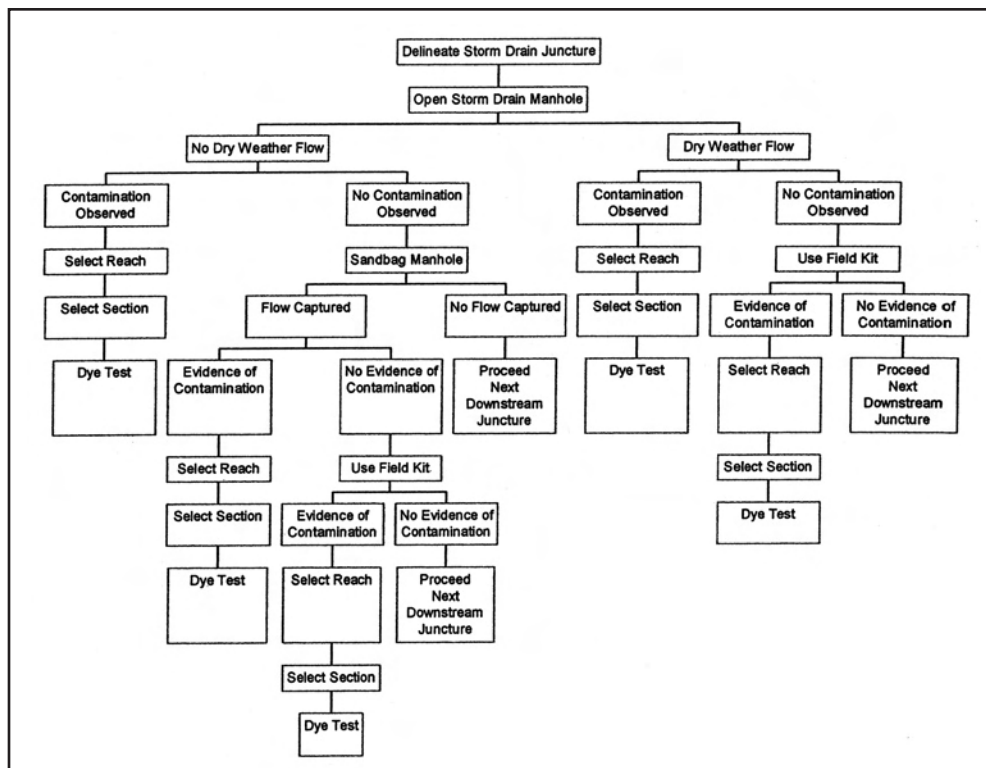 Delineate Storm Drain Juncture
Open Storm Drain Manhole
No Dry Weather Flow
Dry Weather Flow
Contamination
Observed
No Contamination
Observed
Contamination
Observed
No Contamination
Observed
Select Reach
Sandbag Manhole
Select Reach
Use Field Kit
Select Section
Flow Captured
No Flow Captured
Select Section
Evidence of
Contamination
No Evidence of
Contamination
Dye Test
Evidence of
Contamination
No Evidence of
Contamination
Proceed
Next
Downstream
Juncture
Dye Test
Select Reach
Proceed
Next
Downstream
Juncture
Select Reach
Use Field Kit
Select Section
Select Section
Evidence of
Contamination
No Evidence of
Contamination
Dye Test
Dye Test
Select Reach
Proceed
Next
Downstream
Juncture
Select Section
Dye Test